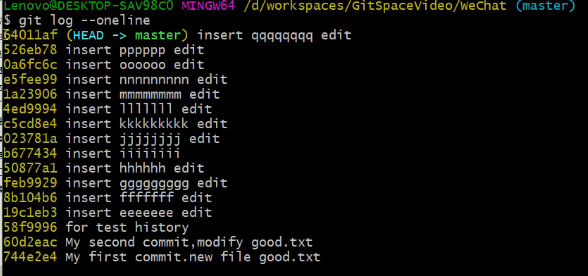 Lenovo@DESKTOP-SAV98C0 MINGW64 /d/workspaces/GitSpaceVideo/WeChat (master)
$ git log --oneline
64011af (HEAD -> master) insert qqqqqqqq edit
526eb78 insert pppppp edit
0a6fc6c insert oooooo edit
e5fee99 insert nnnnnnnnn edit
1a23906 insert mmmmmmmm edit
4ed9994 insert lllllll edit
c5cd8e4 insert kkkkkkkkk edit
023781a insert jjjjjjjj edit
b677434 insert iiiiiiii
50877a1 insert hhhhhh edit
feb9929 insert ggggggggg edit
8b104b6 insert fffffff edit
19c1eb3 insert eeeeeee edit
58f9996 for test history
60d2eac My second commit,modify good.txt
744e2e4 My first commit.new file good.txt